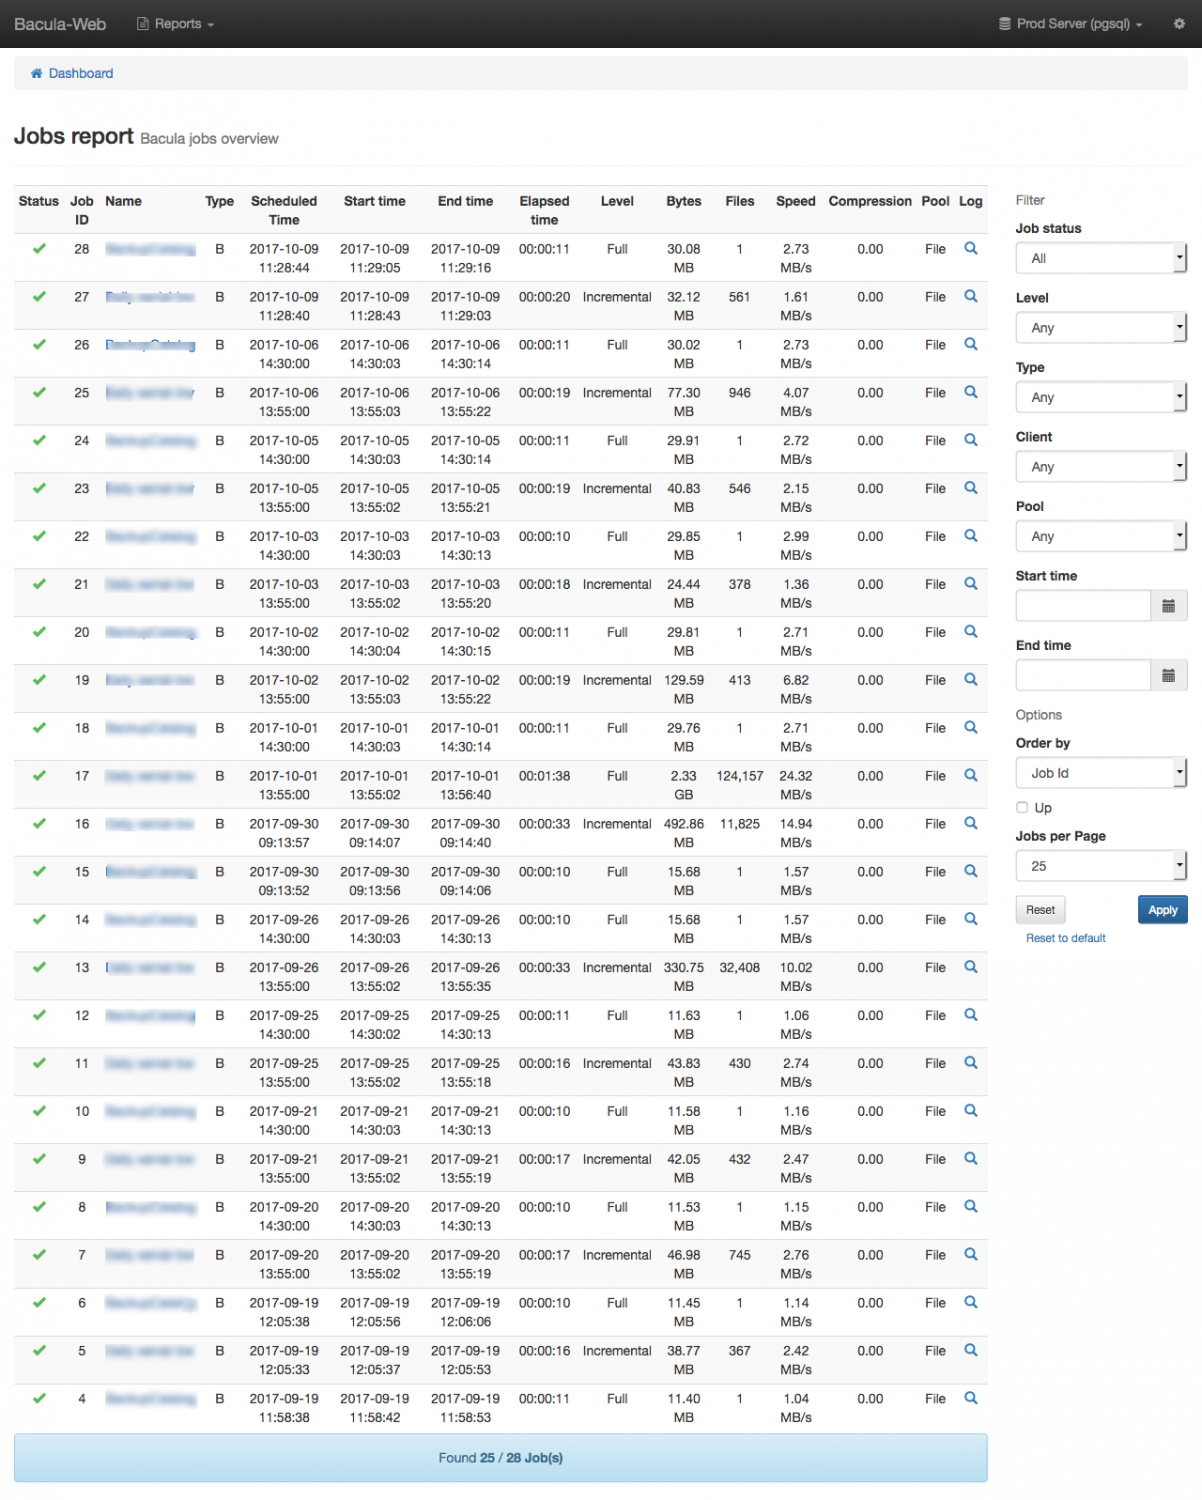 Bacula-Web Reports Prod Server (pgsql)
Dashboard
Jobs report Bacula jobs overview
Status Job ID Name Type Scheduled Time Start time End time Elapsed time Level Bytes Files Speed Compression Pool Log
28 B 2017-10-09 2017-10-09 2017-10-09 00:00:11 Full 30.08 1 2.73 0.00 File
11:28:44 11:29:05 11:29:16 MB MB/s
27 B 2017-10-09 2017-10-09 2017-10-09 00:00:20 Incremental 32.12 561 1.61 0.00 File
11:28:40 11:28:43 11:29:03 MB MB/s
26 B 2017-10-06 2017-10-06 2017-10-06 00:00:11 Full 30.02 1 2.73 0.00 File
14:30:00 14:30:03 14:30:14 MB MB/s
25 B 2017-10-06 2017-10-06 2017-10-06 00:00:19 Incremental 77.30 946 4.07 0.00 File
13:55:00 13:55:03 13:55:22 MB MB/s
24 B 2017-10-05 2017-10-05 2017-10-05 00:00:11 Full 29.91 1 2.72 0.00 File
14:30:00 14:30:03 14:30:14 MB MB/s
23 B 2017-10-05 2017-10-05 2017-10-05 00:00:19 Incremental 40.83 546 2.15 0.00 File
13:55:00 13:55:02 13:55:21 MB MB/s
22 B 2017-10-03 2017-10-03 2017-10-03 00:00:10 Full 29.85 1 2.99 0.00 File
14:30:00 14:30:03 14:30:13 MB MB/s
21 B 2017-10-03 2017-10-03 2017-10-03 00:00:18 Incremental 24.44 378 1.36 0.00 File
13:55:00 13:55:02 13:55:20 MB MB/s
20 B 2017-10-02 2017-10-02 2017-10-02 00:00:11 Full 29.81 1 2.71 0.00 File
14:30:00 14:30:04 14:30:15 MB MB/s
19 B 2017-10-02 2017-10-02 2017-10-02 00:00:19 Incremental 129.59 413 6.82 0.00 File
13:55:00 13:55:03 13:55:22 MB MB/s
18 B 2017-10-01 2017-10-01 2017-10-01 00:00:11 Full 29.76 1 2.71 0.00 File
14:30:00 14:30:03 14:30:14 MB MB/s
17 B 2017-10-01 2017-10-01 2017-10-01 00:01:38 Full 2.33 124,157 24.32 0.00 File
13:55:00 13:55:02 13:56:40 GB MB/s
16 B 2017-09-30 2017-09-30 2017-09-30 00:00:33 Incremental 492.86 11,825 14.94 0.00 File
09:13:57 09:14:07 09:14:40 MB MB/s
15 B 2017-09-30 2017-09-30 2017-09-30 00:00:10 Full 15.68 1 1.57 0.00 File
09:13:52 09:13:56 09:14:06 MB MB/s
14 B 2017-09-26 2017-09-26 2017-09-26 00:00:10 Full 15.68 1 1.57 0.00 File
14:30:00 14:30:03 14:30:13 MB MB/s
13 B 2017-09-26 2017-09-26 2017-09-26 00:00:33 Incremental 330.75 32,408 10.02 0.00 File
13:55:00 13:55:02 13:55:35 MB MB/s
12 B 2017-09-25 2017-09-25 2017-09-25 00:00:11 Full 11.63 1 1.06 0.00 File
14:30:00 14:30:02 14:30:13 MB MB/s
11 B 2017-09-25 2017-09-25 2017-09-25 00:00:16 Incremental 43.83 430 2.74 0.00 File
13:55:00 13:55:02 13:55:18 MB MB/s
10 B 2017-09-21 2017-09-21 2017-09-21 00:00:10 Full 11.58 1 1.16 0.00 File
14:30:00 14:30:03 14:30:13 MB MB/s
9 B 2017-09-21 2017-09-21 2017-09-21 00:00:17 Incremental 42.05 432 2.47 0.00 File
13:55:00 13:55:02 13:55:19 MB MB/s
8 B 2017-09-20 2017-09-20 2017-09-20 00:00:10 Full 11.53 1 1.15 0.00 File
14:30:00 14:30:03 14:30:13 MB MB/s
7 B 2017-09-20 2017-09-20 2017-09-20 00:00:17 Incremental 46.98 745 2.76 0.00 File
13:55:00 13:55:02 13:55:19 MB MB/s
6 B 2017-09-19 2017-09-19 2017-09-19 00:00:10 Full 11.45 1 1.14 0.00 File
12:05:38 12:05:56 12:06:06 MB MB/s
5 B 2017-09-19 2017-09-19 2017-09-19 00:00:16 Incremental 38.77 367 2.42 0.00 File
12:05:33 12:05:37 12:05:53 MB MB/s
4 B 2017-09-19 2017-09-19 2017-09-19 00:00:11 Full 11.40 1 1.04 0.00 File
11:58:38 11:58:42 11:58:53 MB MB/s
Found 25 / 28 Job(s)
Filter
Job status
All
Level
Any
Type
Any
Client
Any
Pool
Any
Start time
End time
Options
Order by
Job Id
Up
Jobs per Page
25
Reset Apply
Reset to default